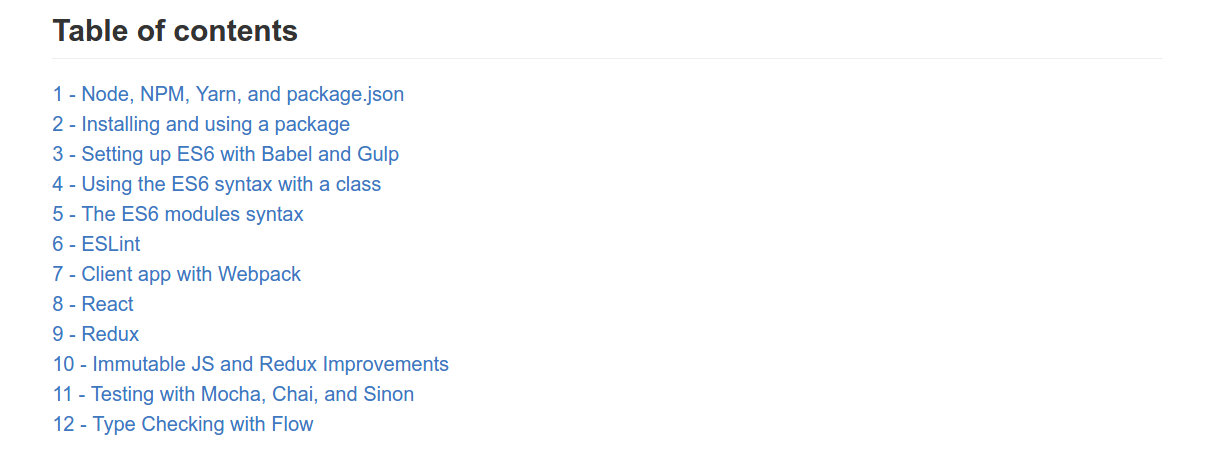 Table of contents
1 - Node, NPM, Yarn, and package.json
2 - Installing and using a package
3 - Setting up ES6 with Babel and Gulp
4 - Using the ES6 syntax with a class
5 - The ES6 modules syntax
6 - ESLint
7 - Client app with Webpack
8 - React
9 - Redux
10 - Immutable JS and Redux Improvements
11 - Testing with Mocha, Chai, and Sinon
12 - Type Checking with Flow